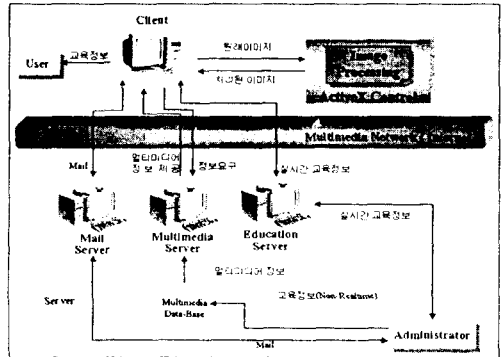 Client
User
교육정보
원래이미지
처리된 이미지
Image
Processing
ActiveX Control
Multimedia Network
Mail
멀티미디어
정보 제공
정보요구
실시간 교육정보
Mail
Server
Multimedia
Server
Education
Server
실시간 교육정보
멀티미디어 정보
Server
Multimedia
Data-Base
교육정보(Non-Realtime)
Administrator
Mail